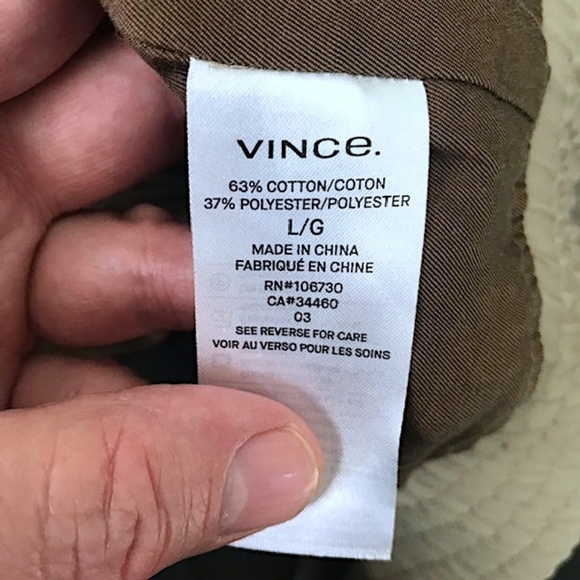 VINCe.
63% COTTON/COTON
37% POLYESTER/POLYESTER
L/G
MADE IN CHINA
FABRIQUÉ EN CHINE
RN#106730
CA#34460
03
SEE REVERSE FOR CARE
VOIR AU VERSO POUR LES SOINS